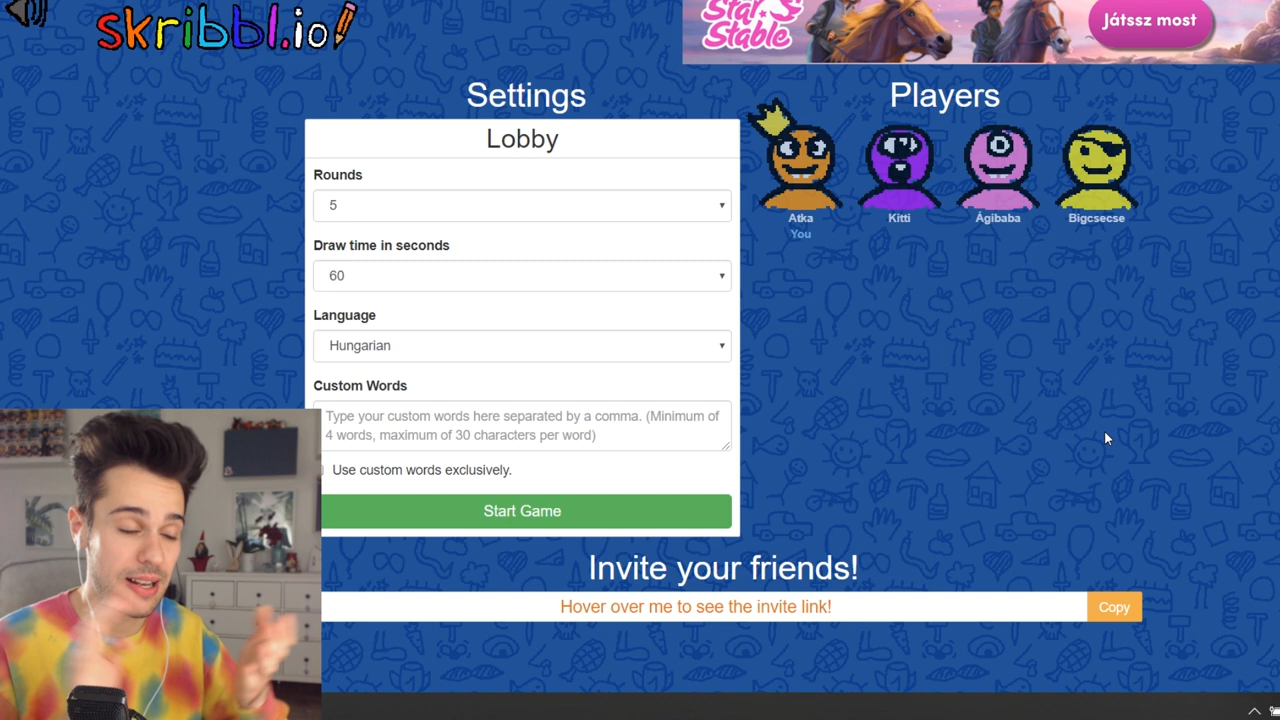 skribbl.io!
Star Stable
Játssz most
Settings
Players
Lobby
Rounds
5
Draw time in seconds
60
Language
Hungarian
Custom Words
Type your custom words here separated by a comma. (Minimum of
4 words, maximum of 30 characters per word)
Use custom words exclusively.
Start Game
Atka
You
Kitti
Ágibaba
Bigcsecse
Invite your friends!
Hover over me to see the invite link!
Copy